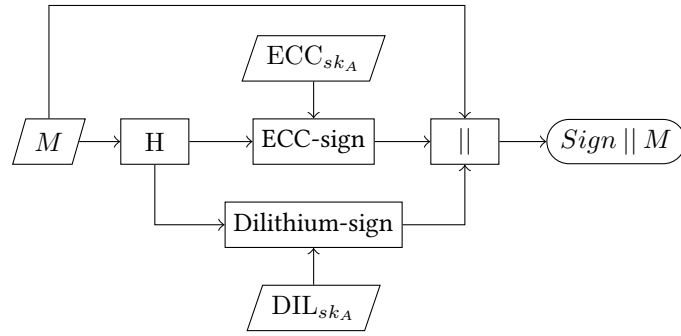 ECC_{sk_A}
M
H
ECC-sign
||
Sign || M
Dilithium-sign
DIL_{sk_A}